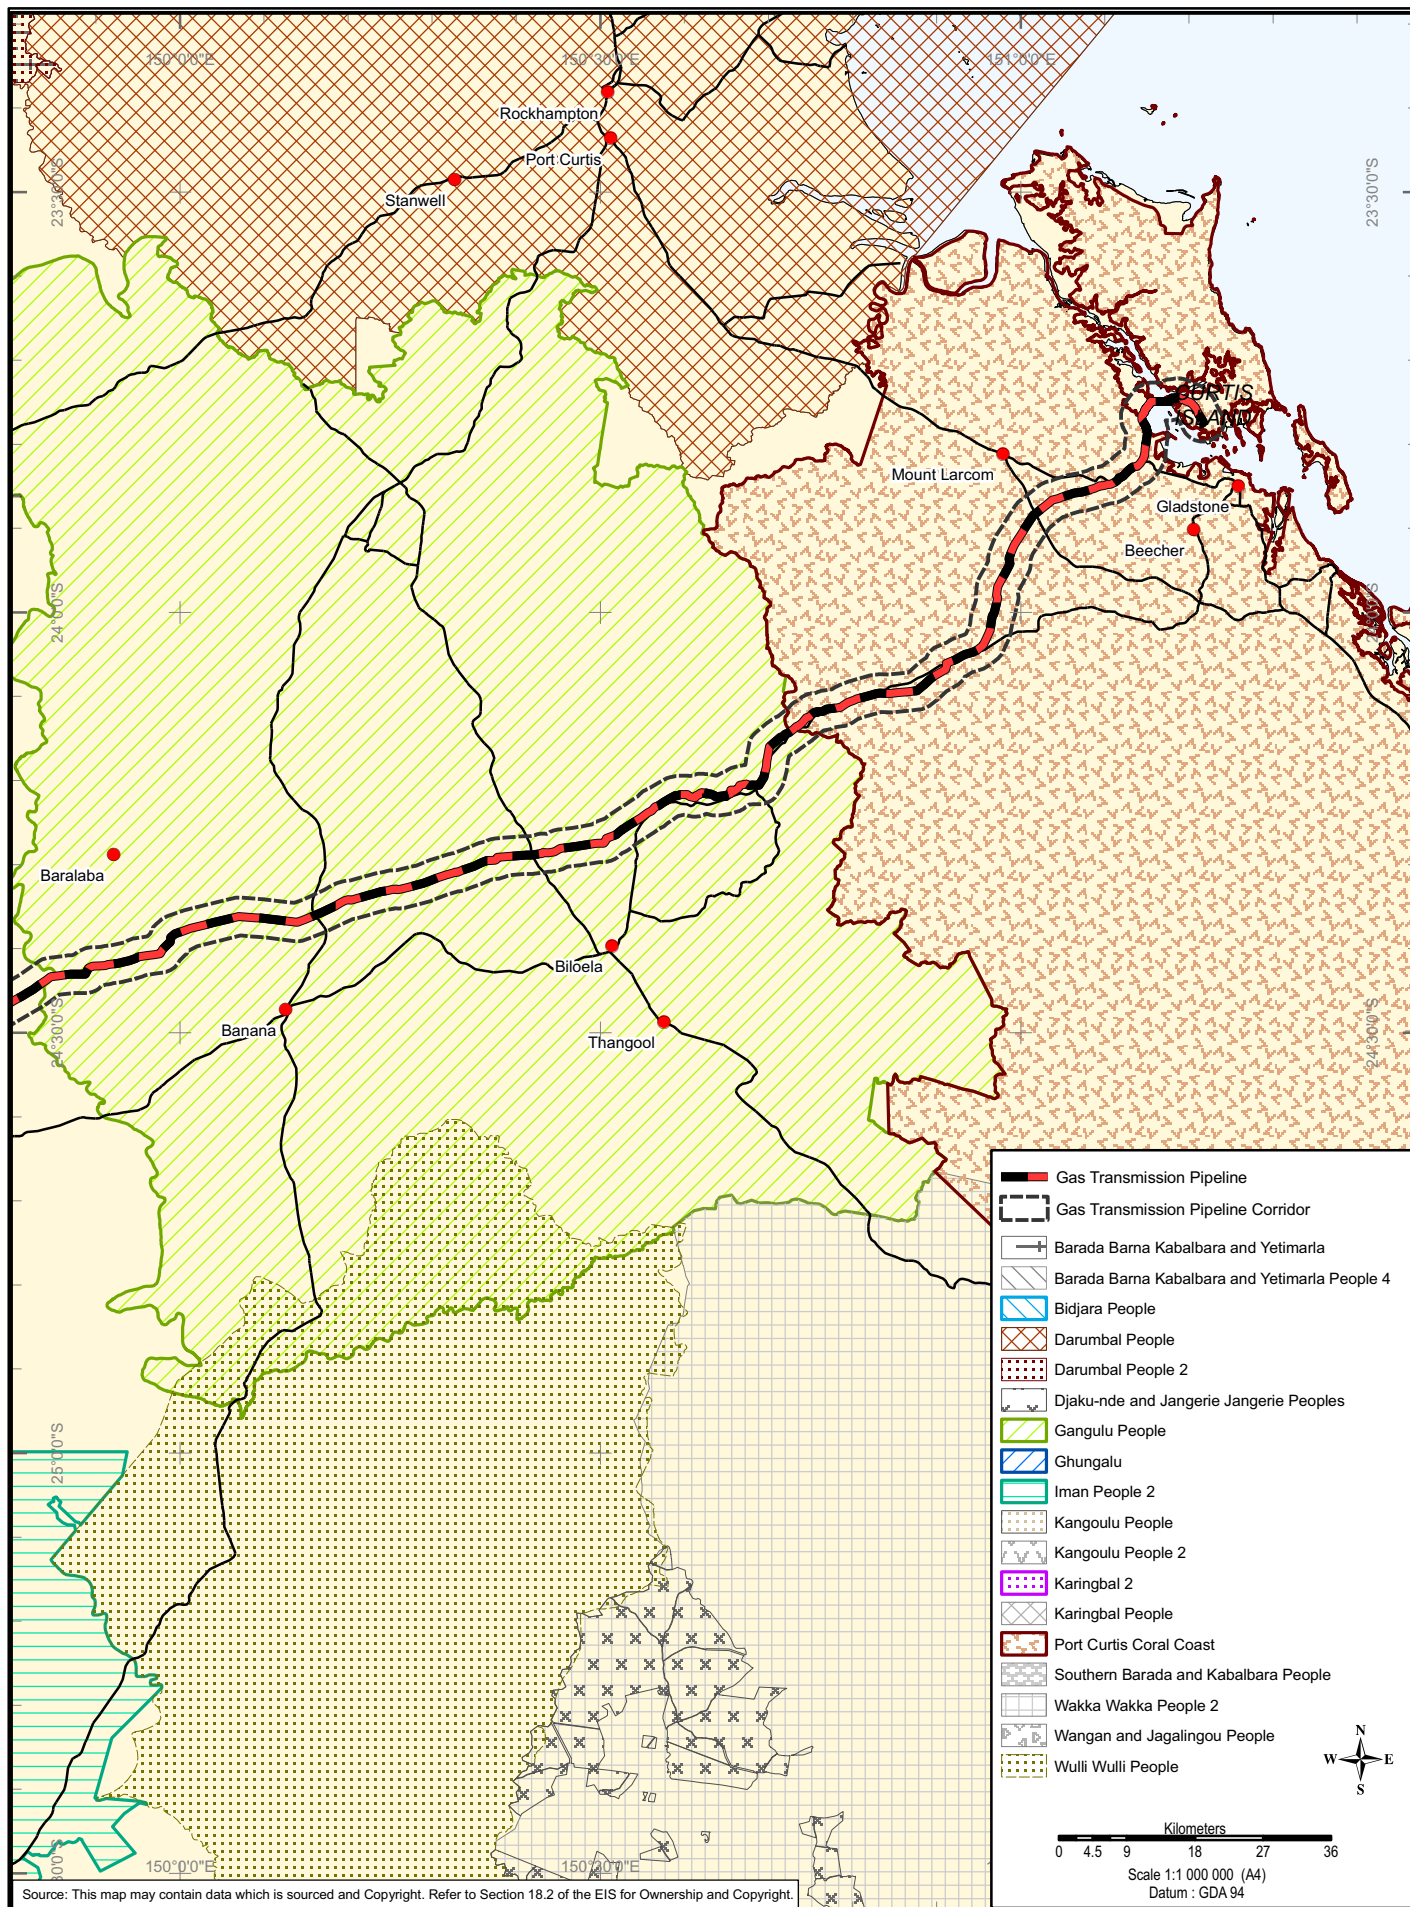 150°0'0"E
150°30'0"E
151°0'0"E
Rockhampton
Port Curtis
Stanwell
23°30'0"S
23°30'0"S
CURTIS
ISLAND
Mount Larcom
Gladstone
Beecher
24°0'0"S
Baralaba
Biloela
Banana
Thangool
24°30'0"S
24°30'0"S
25°0'0"S
Gas Transmission Pipeline
Gas Transmission Pipeline Corridor
Barada Barna Kabalbara and Yetimarla
Barada Barna Kabalbara and Yetimarla People 4
Bidjara People
Darumbal People
Darumbal People 2
Djaku-nde and Jangerie Jangerie Peoples
Gangulu People
Ghungalu
Iman People 2
Kangoulu People
Kangoulu People 2
Karingbal 2
Karingbal People
Port Curtis Coral Coast
Southern Barada and Kabalbara People
Wakka Wakka People 2
Wangan and Jagalingou People
Wulli Wulli People
N
W E
S
Kilometers
0 4.5 9 18 27 36
Scale 1:1 000 000 (A4)
Datum : GDA 94
150°0'0"E
150°30'0"E
Source: This map may contain data which is sourced and Copyright. Refer to Section 18.2 of the EIS for Ownership and Copyright.